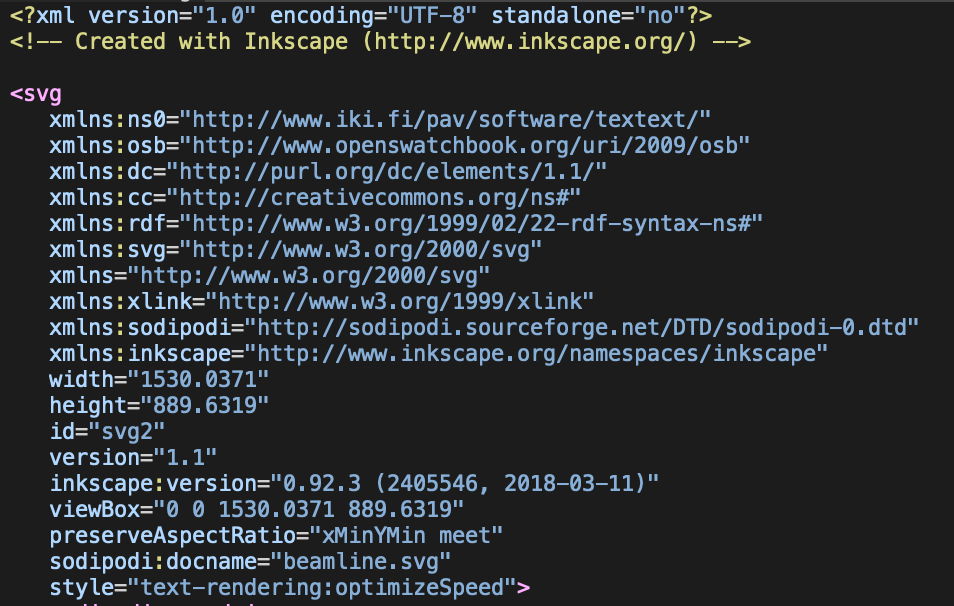 <?xml version="1.0" encoding="UTF-8" standalone="no"?>
<!-- Created with Inkscape (http://www.inkscape.org/) -->
<svg
xmlns:ns0="http://www.iki.fi/pav/software/textext/"
xmlns:osb="http://www.openswatchbook.org/uri/2009/osb"
xmlns:dc="http://purl.org/dc/elements/1.1/"
xmlns:cc="http://creativecommons.org/ns#"
xmlns:rdf="http://www.w3.org/1999/02/22-rdf-syntax-ns#"
xmlns:svg="http://www.w3.org/2000/svg"
xmlns="http://www.w3.org/2000/svg"
xmlns:xlink="http://www.w3.org/1999/xlink"
xmlns:sodipodi="http://sodipodi.sourceforge.net/DTD/sodipodi-0.dtd"
xmlns:inkscape="http://www.inkscape.org/namespaces/inkscape"
width="1530.0371"
height="889.6319"
id="svg2"
version="1.1"
inkscape:version="0.92.3 (2405546, 2018-03-11)"
viewBox="0 0 1530.0371 889.6319"
preserveAspectRatio="xMinYMin meet"
sodipodi:docname="beamline.svg"
style="text-rendering:optimizeSpeed">